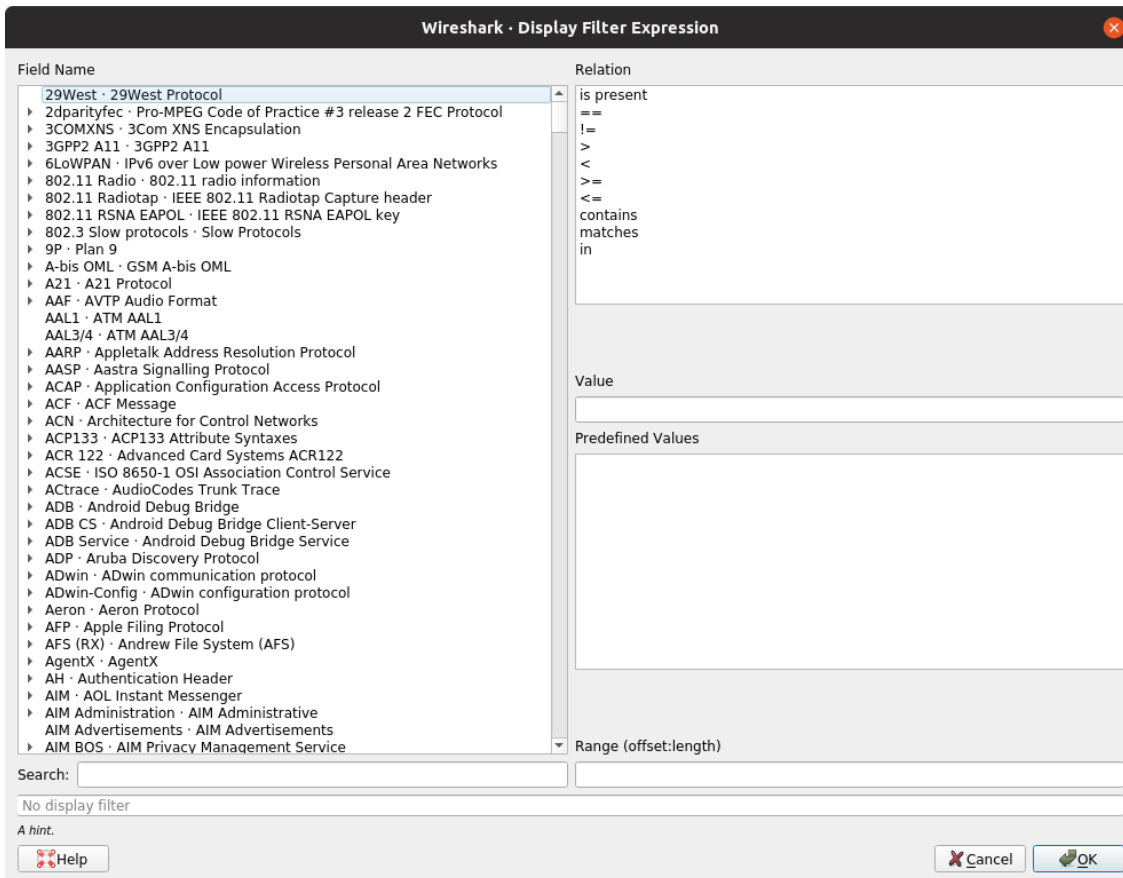 Wireshark · Display Filter Expression
Field Name
29West · 29West Protocol
2dparityfec · Pro-MPEG Code of Practice #3 release 2 FEC Protocol
3COMXNS · 3Com XNS Encapsulation
3GPP2 A11 · 3GPP2 A11
6LoWPAN · IPv6 over Low power Wireless Personal Area Networks
802.11 Radio · 802.11 radio information
802.11 Radiotap · IEEE 802.11 Radiotap Capture header
802.11 RSNA EAPOL · IEEE 802.11 RSNA EAPOL key
802.3 Slow protocols · Slow Protocols
9P · Plan 9
A-bis OML · GSM A-bis OML
A21 · A21 Protocol
AAF · AVTP Audio Format
AAL1 · ATM AAL1
AAL3/4 · ATM AAL3/4
AARP · Appletalk Address Resolution Protocol
AASP · Aastra Signalling Protocol
ACAP · Application Configuration Access Protocol
ACF · ACF Message
ACN · Architecture for Control Networks
ACP133 · ACP133 Attribute Syntaxes
ACR 122 · Advanced Card Systems ACR122
ACSE · ISO 8650-1 OSI Association Control Service
ACtrace · AudioCodes Trunk Trace
ADB · Android Debug Bridge
ADB CS · Android Debug Bridge Client-Server
ADB Service · Android Debug Bridge Service
ADP · Aruba Discovery Protocol
ADwin · ADwin communication protocol
ADwin-Config · ADwin configuration protocol
Aeron · Aeron Protocol
AFP · Apple Filing Protocol
AFS (RX) · Andrew File System (AFS)
AgentX · AgentX
AH · Authentication Header
AIM · AOL Instant Messenger
AIM Administration · AIM Administrative
AIM Advertisements · AIM Advertisements
AIM BOS · AIM Privacy Management Service
Search:
Relation
is present
==
!=
>
<
>=
<=
contains
matches
in
Value
Predefined Values
Range (offset:length)
No display filter
A hint.
Help
Cancel
OK